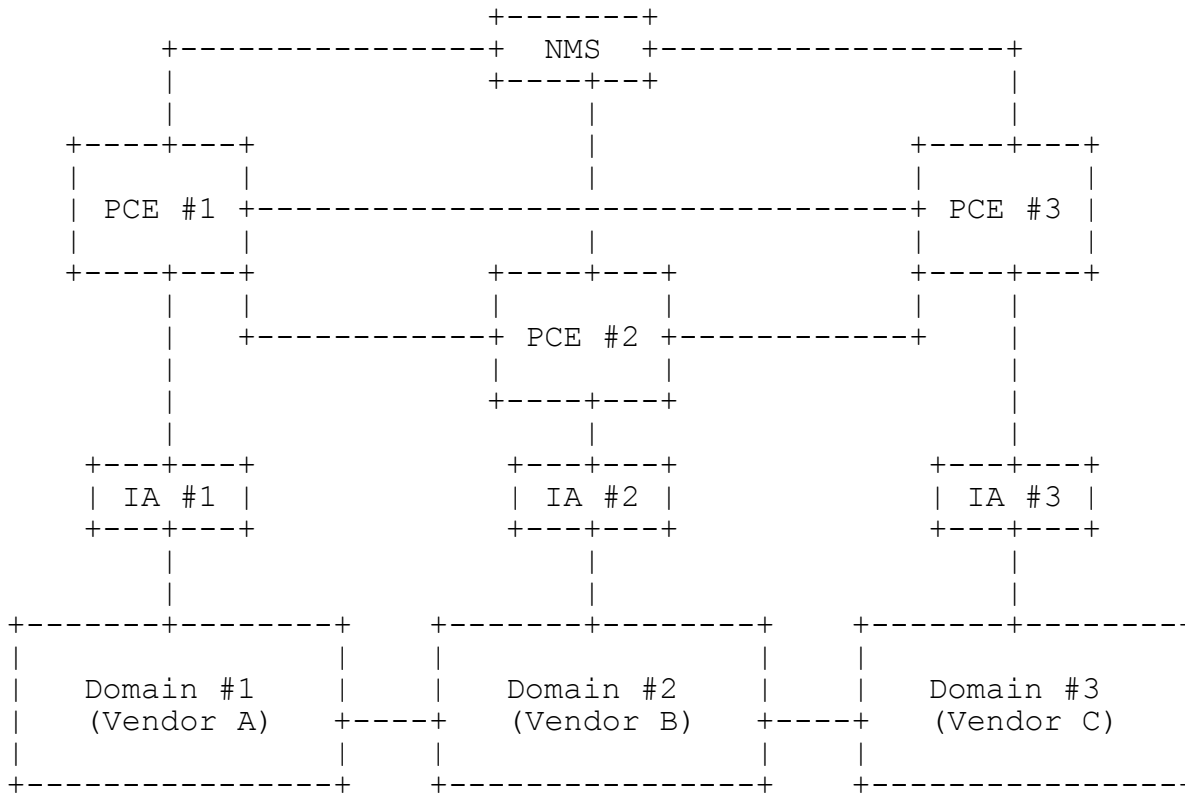 NMS
PCE #1
PCE #3
PCE #2
IA #1 IA #2 IA #3
Domain #1 Domain #2 Domain #3
(Vendor A) (Vendor B) (Vendor C)